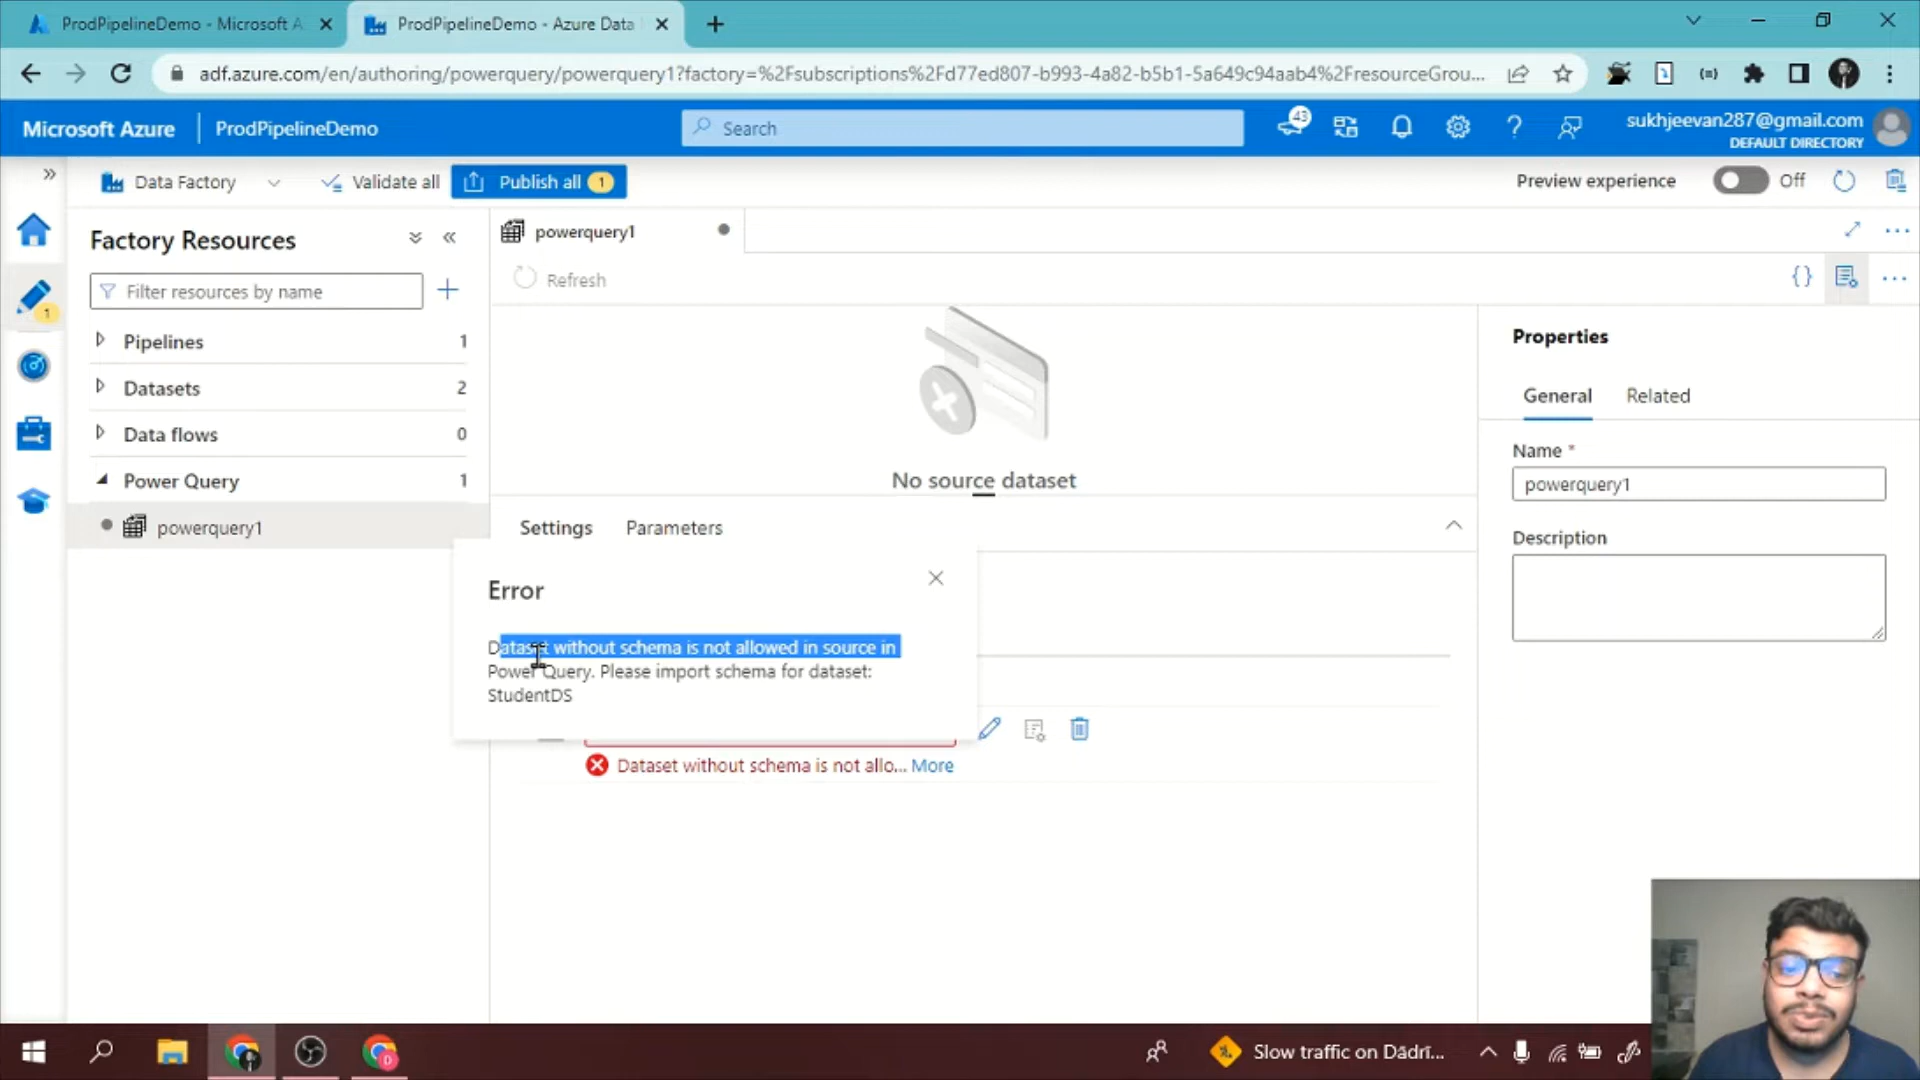 ProdPipelineDemo - Microsoft A
ProdPipelineDemo - Azure Data
adf.azure.com/en/authoring/powerquery/powerquery1?factory=%2Fsubscriptions%2Fd77ed807-b993-4a82-b5b1-5a649c94aab4%2FresourceGrou...
Microsoft Azure
ProdPipelineDemo
Search
43
sukhjeevan287@gmail.com
DEFAULT DIRECTORY
Data Factory
Validate all
Publish all 1
Preview experience
Off
Factory Resources
powerquery1
Filter resources by name
Refresh
1
Pipelines 1
Datasets 2
Data flows 0
Power Query 1
powerquery1
No source dataset
Settings
Parameters
Error
Dataset without schema is not allowed in source in
Power Query. Please import schema for dataset:
StudentDS
Dataset without schema is not allo... More
Properties
General
Related
Name *
powerquery1
Description
Slow traffic on Dādrī...